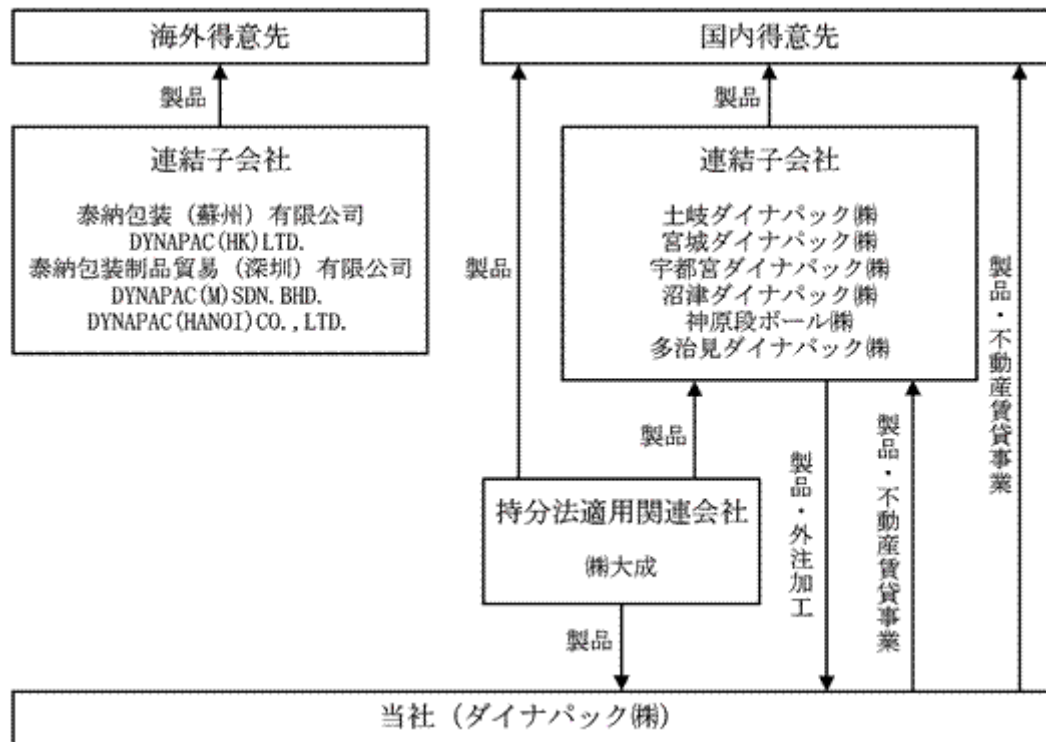 海外得意先
国内得意先
製品
製品
連結子会社
泰納包装（蘇州）有限公司
DYNAPAC(HK)LTD.
泰納包装制品貿易（深圳）有限公司
DYNAPAC(M)SDN.BHD.
DYNAPAC(HANOI)CO.,LTD.
連結子会社
土岐ダイナパック㈱
宮城ダイナパック㈱
宇都宮ダイナパック㈱
沼津ダイナパック㈱
神原段ボール㈱
多治見ダイナパック㈱
製品
製品・不動産賃貸事業
製品
製品・外注加工
製品・不動産賃貸事業
持分法適用関連会社
㈱大成
製品
当社（ダイナパック㈱）